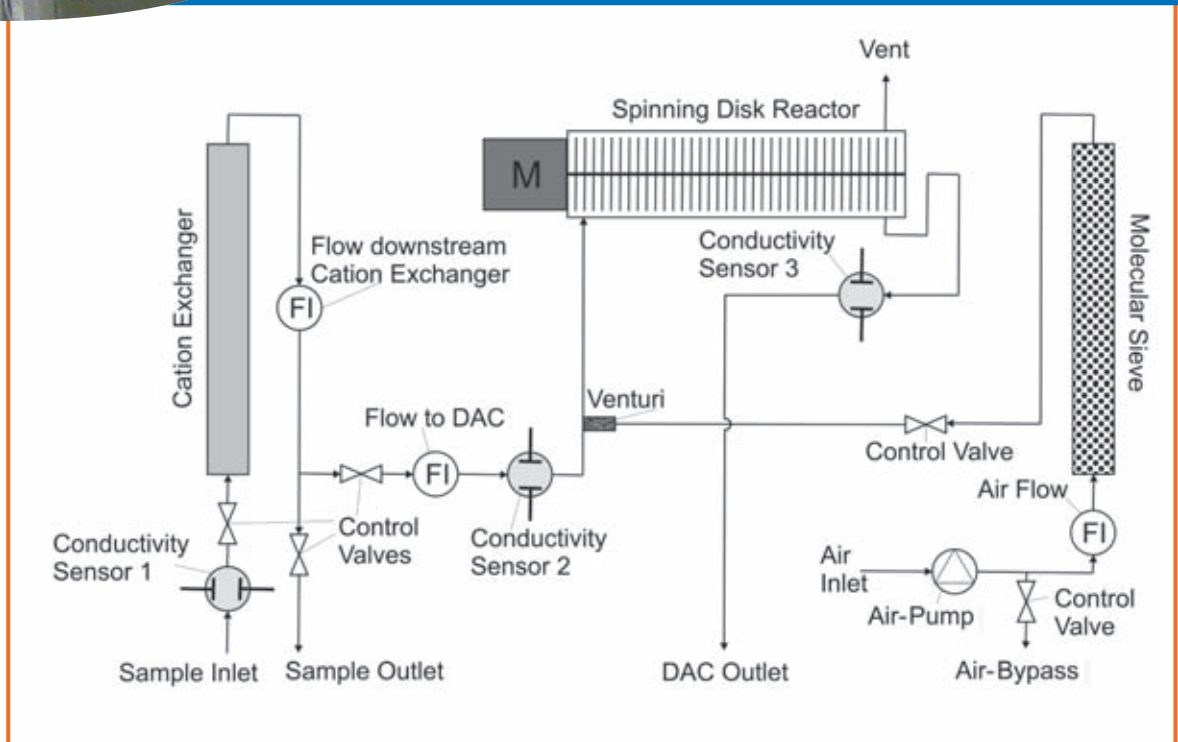 Vent
Spinning Disk Reactor
M
Cation Exchanger
Flow downstream
Cation Exchanger
FI
Conductivity
Sensor 3
Molecular Sieve
Venturi
Flow to DAC
FI
Control Valve
Air Flow
FI
Control
Valves
Conductivity
Sensor 1
Conductivity
Sensor 2
Air
Inlet
Air-Pump
Control
Valve
Sample Inlet
Sample Outlet
DAC Outlet
Air-Bypass